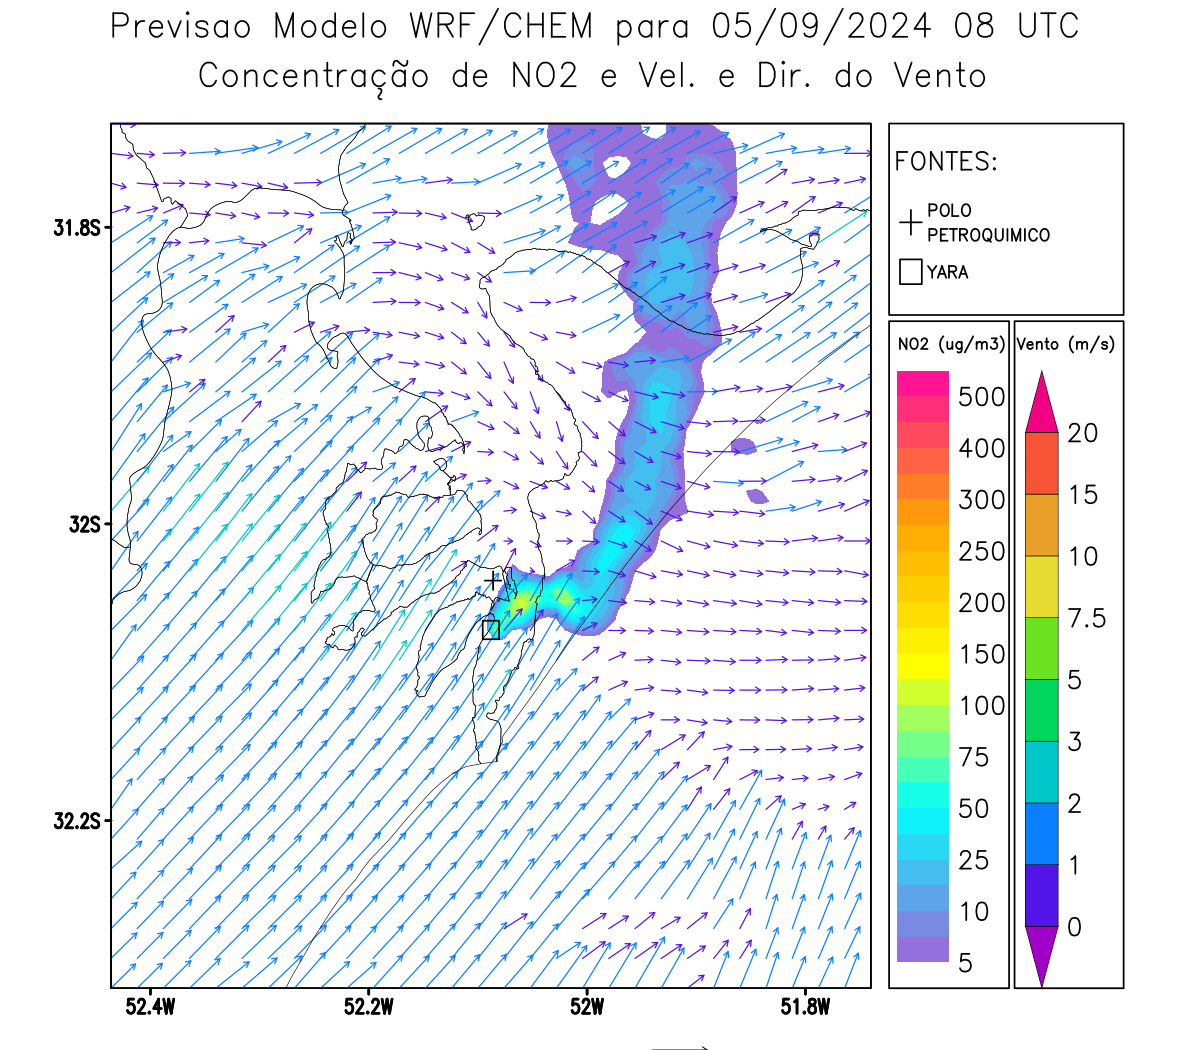 Previsao Modelo WRF/CHEM para 05/09/2024 08 UTC
Concentração de NO2 e Vel. e Dir. do Vento
FONTES:
POLO
PETROQUIMICO
YARA
NO2 (ug/m3)
500
400
300
250
200
150
100
75
50
25
10
5
Vento (m/s)
20
15
10
7.5
5
3
2
1
0
31.8S
32S
32.2S
52.4W
52.2W
52W
51.8W